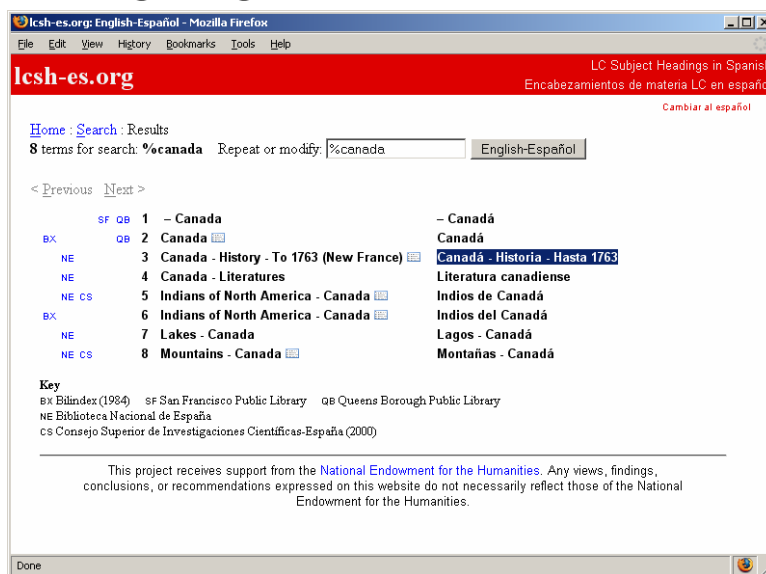 lcsh-es.org: English-Español - Mozilla Firefox
File Edit View History Bookmarks Tools Help
lcsh-es.org
LC Subject Headings in Spanish
Encabezamientos de materia LC en españo
Cambiar al español
Home : Search : Results
8 terms for search: %canada Repeat or modify: %canada English-Español
< Previous Next >
SF QB 1 – Canada – Canadá
BX QB 2 Canada Canadá
NE 3 Canada - History - To 1763 (New France) Canadá - Historia - Hasta 1763
NE 4 Canada - Literatures Literatura canadiense
NE CS 5 Indians of North America - Canada Indios de Canadá
BX 6 Indians of North America - Canada Indios del Canadá
NE 7 Lakes - Canada Lagos - Canadá
NE CS 8 Mountains - Canada Montañas - Canadá
Key
BX Bilindex (1984) SF San Francisco Public Library QB Queens Borough Public Library
NE Biblioteca Nacional de España
CS Consejo Superior de Investigaciones Científicas-España (2000)
This project receives support from the National Endowment for the Humanities. Any views, findings,
conclusions, or recommendations expressed on this website do not necessarily reflect those of the National
Endowment for the Humanities.
Done